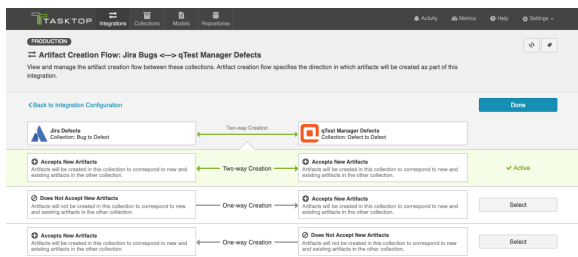 TASKTOP
Integrations
Collections
Models
Repositories
Activity
Metrics
Help
Settings
PRODUCTION
Artifact Creation Flow: Jira Bugs <—> qTest Manager Defects
View and manage the artifact creation flow between these collections. Artifact creation flow specifies the direction in which artifacts will be created as part of this
integration.
Back to Integration Configuration
Done
Jira Defects
Collection: Bug to Defect
Two-way Creation
qTest Manager Defects
Collection: Defect to Defect
Accepts New Artifacts
Artifacts will be created in this collection to correspond to new and
existing artifacts in the other collection.
Two-way Creation
Accepts New Artifacts
Artifacts will be created in this collection to correspond to new and
existing artifacts in the other collection.
Active
Does Not Accept New Artifacts
Artifacts will not be created in this collection to correspond to new
and existing artifacts in the other collection.
One-way Creation
Accepts New Artifacts
Artifacts will be created in this collection to correspond to new and
existing artifacts in the other collection.
Select
Accepts New Artifacts
Artifacts will be created in this collection to correspond to new and
existing artifacts in the other collection.
One-way Creation
Does Not Accept New Artifacts
Artifacts will not be created in this collection to correspond to new
and existing artifacts in the other collection.
Select